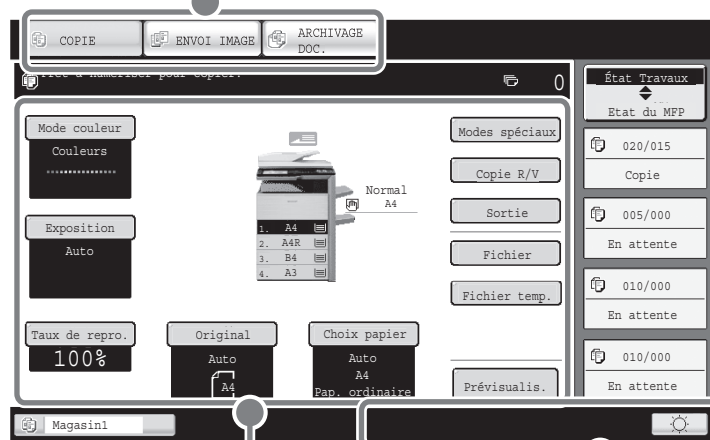 COPIE
ENVOI IMAGE
ARCHIVAGE
DOC.
pour copier.
0
Mode couleur
Couleurs
Exposition
Auto
Taux de repro.
100%
Original
Auto
A4
Choix papier
Auto
A4
Pap. ordinaire
1. A4
2. A4R
3. B4
4. A3
Normal
A4
Modes spéciaux
Copie R/V
Sortie
Fichier
Fichier temp.
Prévisualis.
État Travaux
Etat du MFP
020/015
Copie
005/000
En attente
010/000
En attente
010/000
En attente
Magasin1